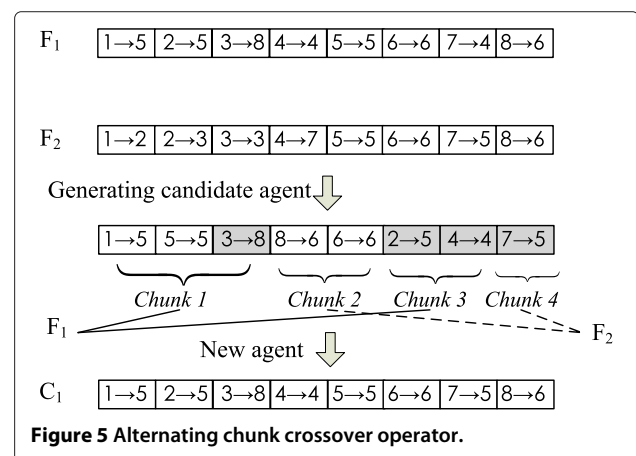 F1 1→5 2→5 3→8 4→4 5→5 6→6 7→4 8→6
F2 1→2 2→3 3→3 4→7 5→5 6→6 7→5 8→6
Generating candidate agent
1→5 5→5 3→8 8→6 6→6 2→5 4→4 7→5
Chunk 1 Chunk 2 Chunk 3 Chunk 4
F1 F2
New agent
C1 1→5 2→5 3→8 4→4 5→5 6→6 7→5 8→6
Figure 5 Alternating chunk crossover operator.